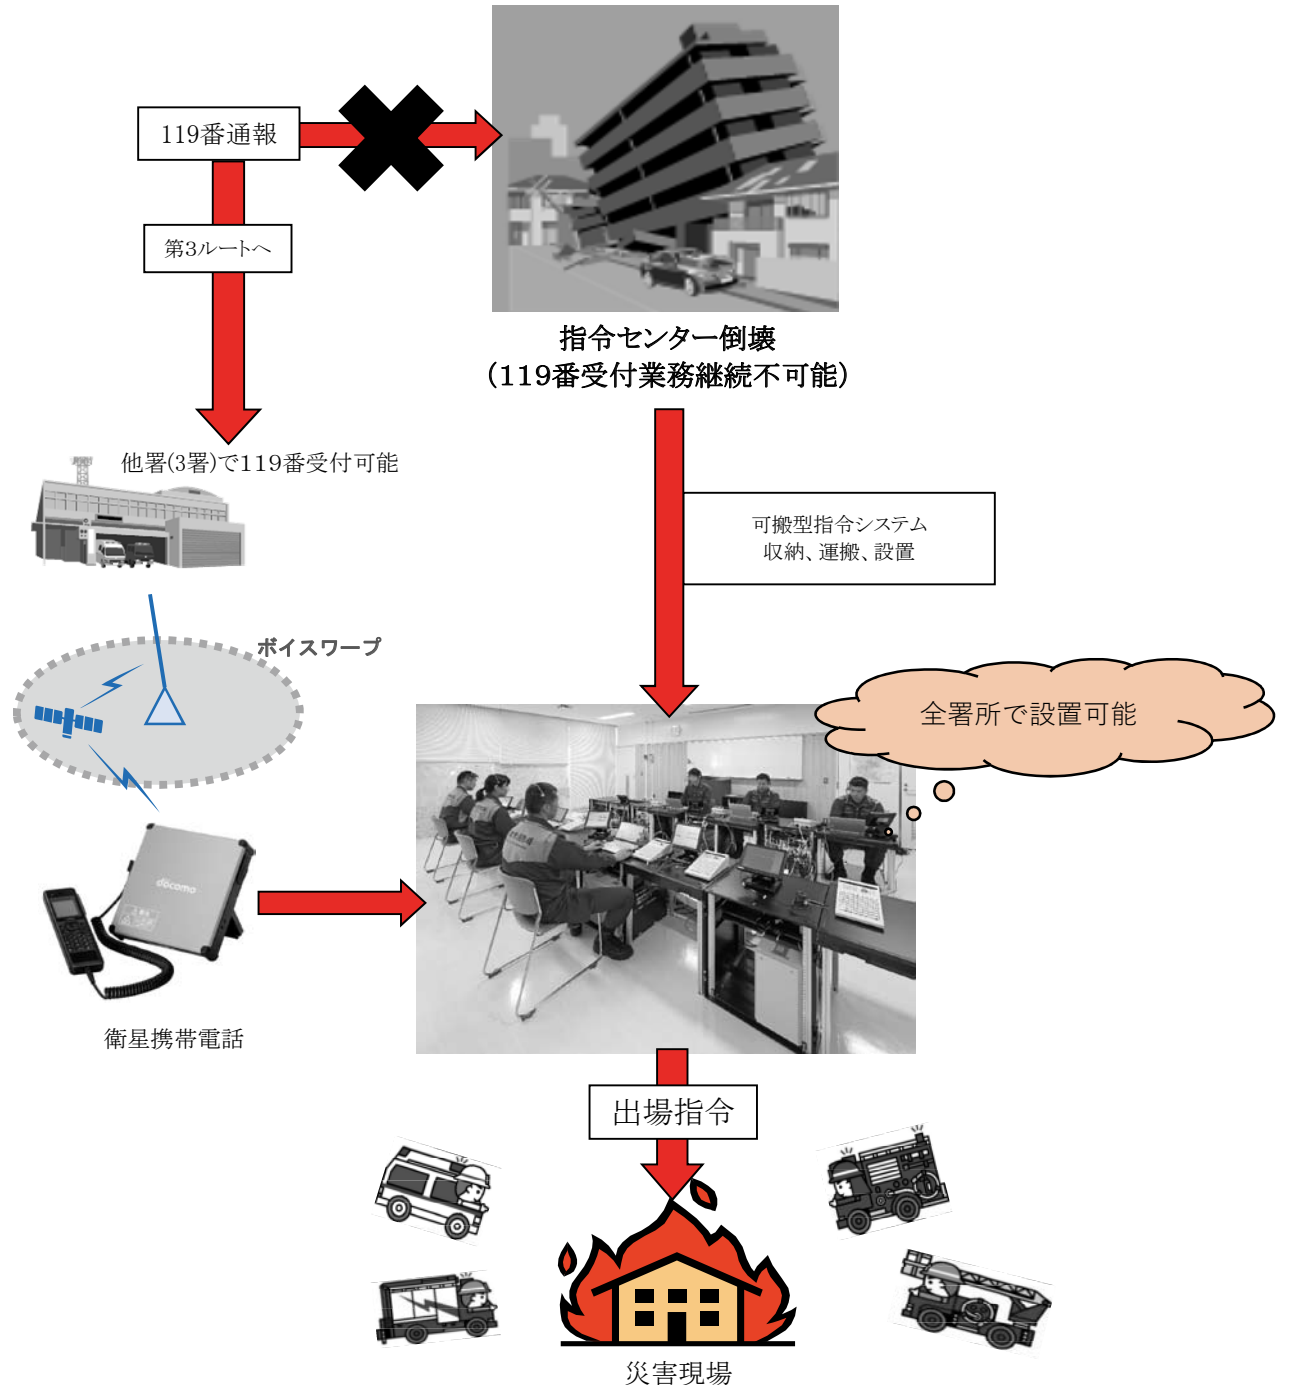 119番通報
第3ルートへ
指令センター倒壊
(119番受付業務継続不可能)
他署(3署)で119番受付可能
可搬型指令システム
収納、運搬、設置
ボイスワープ
全署所で設置可能
docomo
衛星携帯電話
出場指令
災害現場